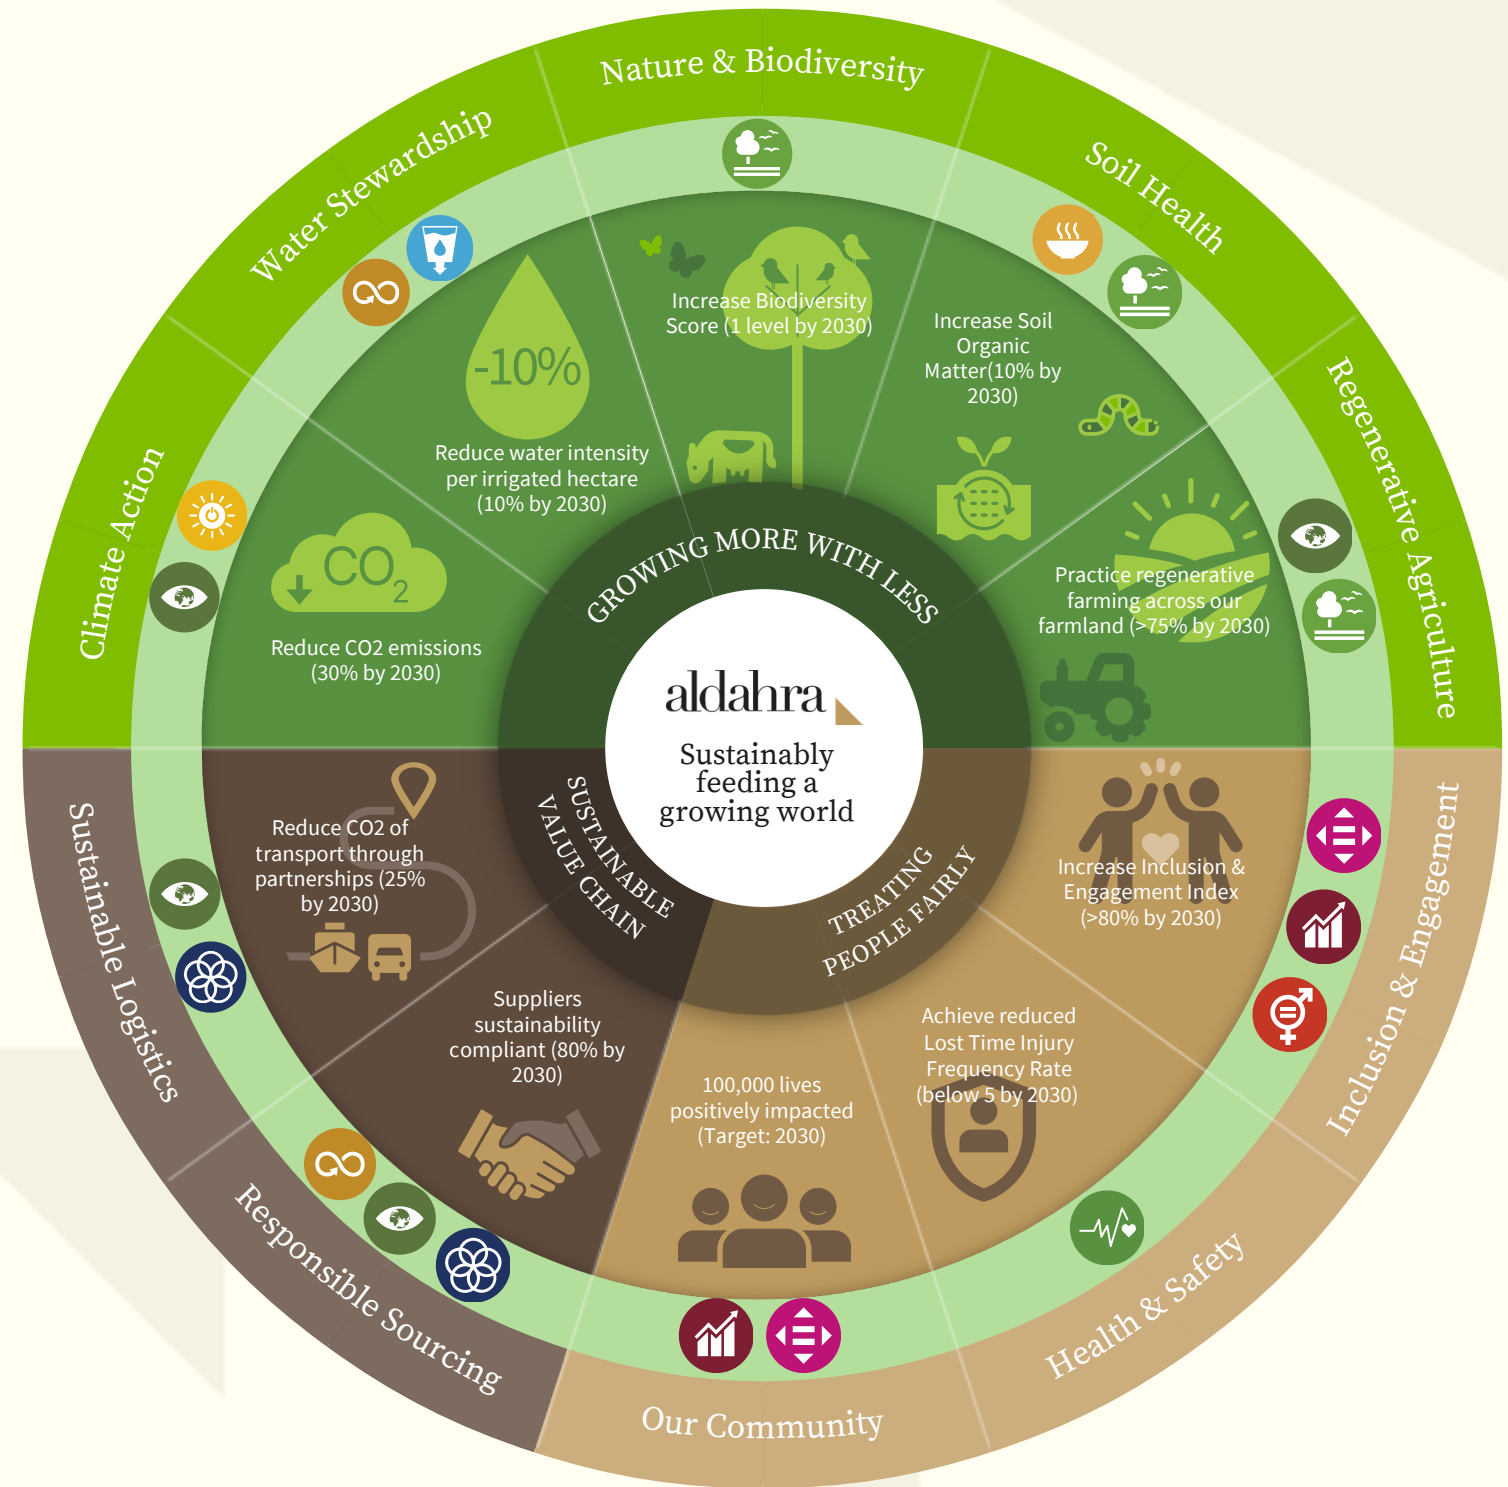 Nature & Biodiversity
Soil Health
Regenerative Agriculture
Inclusion & Engagement
Health & Safety
Our Community
Responsible Sourcing
Sustainable Logistics
Climate Action
Water Stewardship
Increase Biodiversity
Score (1 level by 2030)
Increase Soil
Organic
Matter(10% by
2030)
Practice regenerative
farming across our
farmland (>75% by 2030)
Increase Inclusion &
Engagement Index
(>80% by 2030)
Achieve reduced
Lost Time Injury
Frequency Rate
(below 5 by 2030)
100,000 lives
positively impacted
(Target: 2030)
Suppliers
sustainability
compliant (80% by
2030)
Reduce CO2 of
transport through
partnerships (25%
by 2030)
CO2
Reduce CO2 emissions
(30% by 2030)
-10%
Reduce water intensity
per irrigated hectare
(10% by 2030)
GROWING MORE WITH LESS
TREATING
PEOPLE FAIRLY
SUSTAINABLE
VALUE CHAIN
aldahra
Sustainably
feeding a
growing world